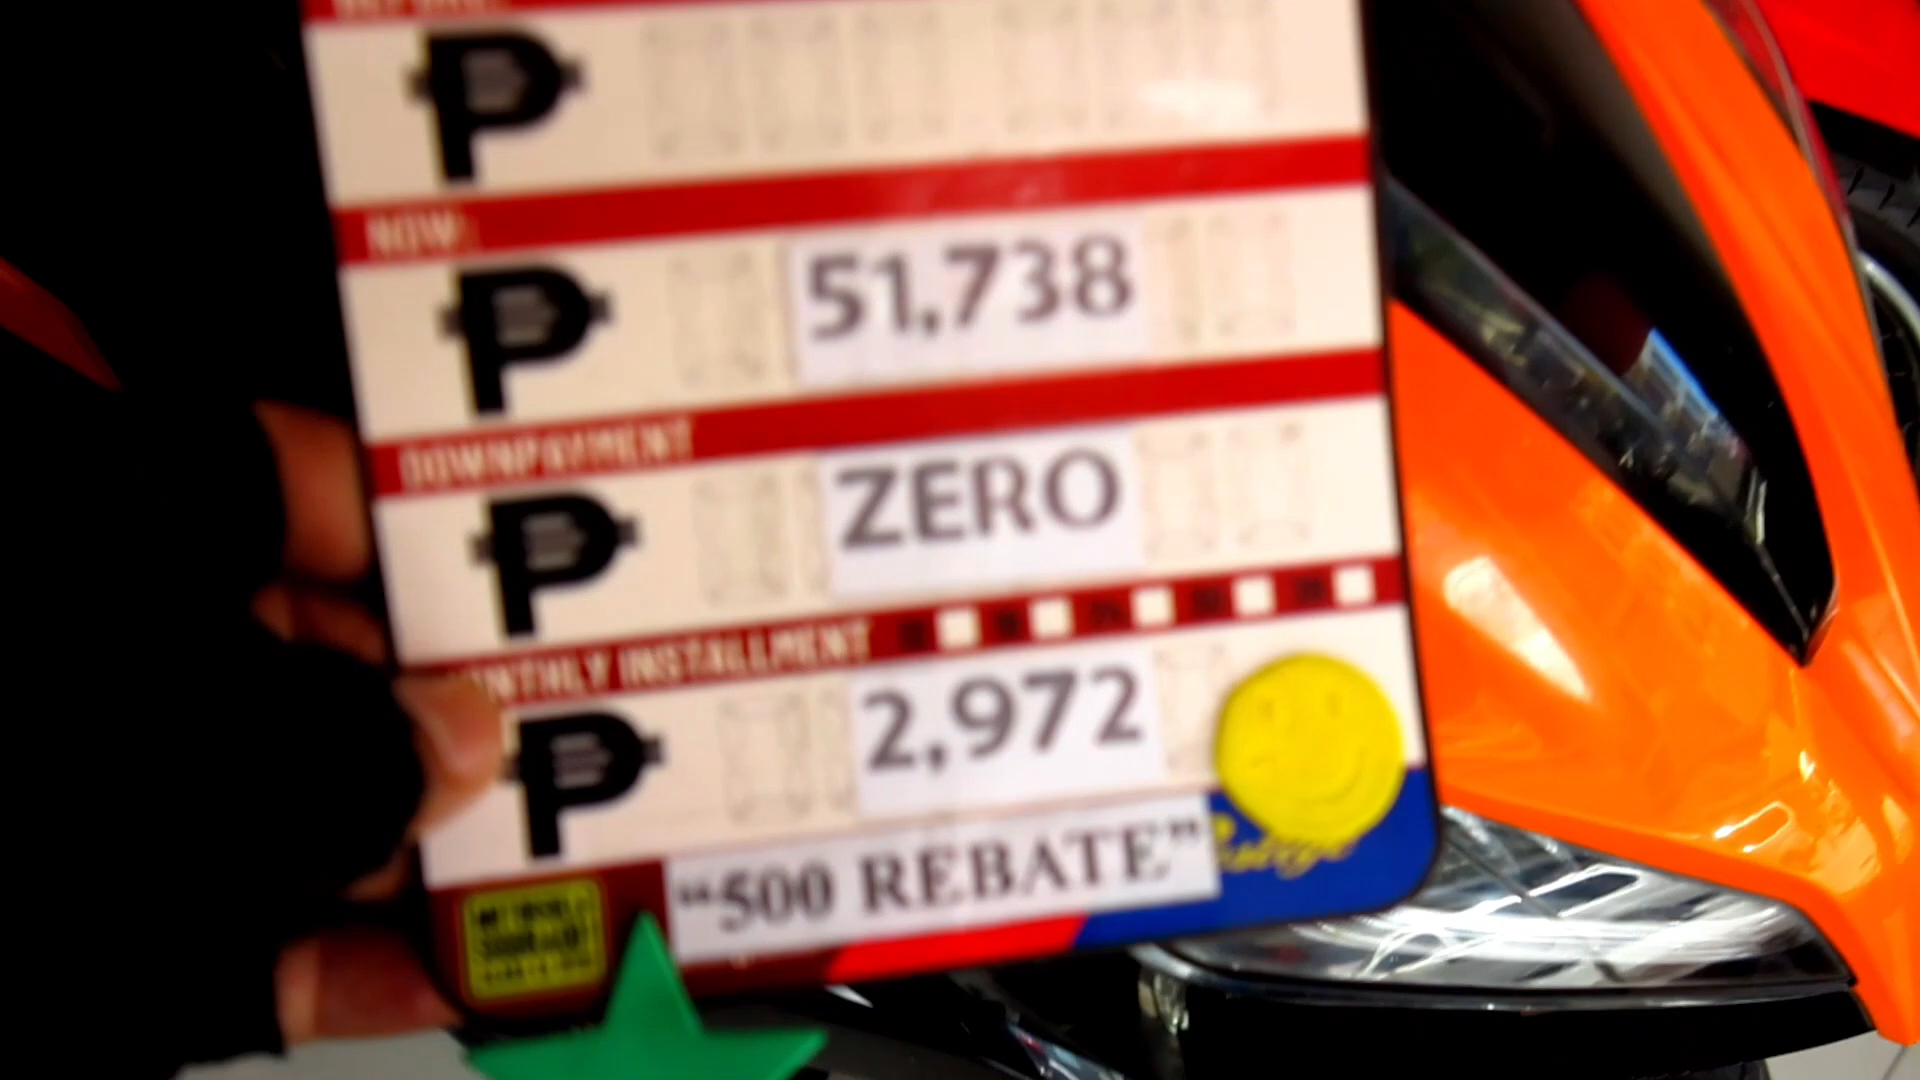 NOW:
₱ 51,738
DOWNPAYMENT
₱ ZERO
MONTHLY INSTALLMENT
₱ 2,972
"500 REBATE"